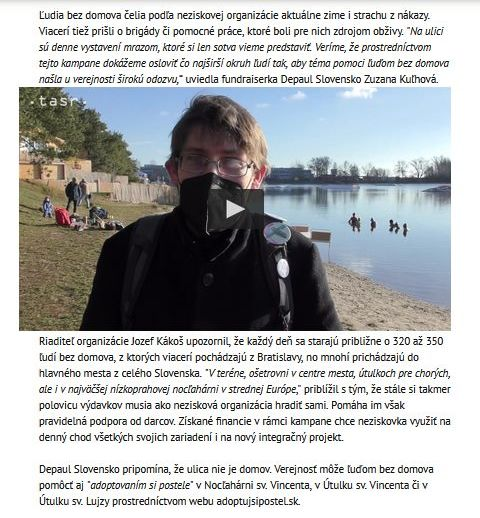 Ľudia bez domova čelia podľa neziskovej organizácie aktuálne zime i strachu z nákazy.
Viacerí tiež prišli o brigády či pomocné práce, ktoré boli pre nich zdrojom obživy. "Na ulici
sú denne vystavení mrazom, ktoré si len sotva vieme predstaviť. Veríme, že prostredníctvom
tejto kampane dokážeme osloviť čo najširší okruh ľudí tak, aby téma pomoci ľuďom bez domova
našla u verejnosti širokú odozvu," uviedla fundraiserka Depaul Slovensko Zuzana Kuľhová.
.tasr.
Riaditeľ organizácie Jozef Kákoš upozornil, že každý deň sa starajú približne o 320 až 350
ľudí bez domova, z ktorých viacerí pochádzajú z Bratislavy, no mnohí prichádzajú do
hlavného mesta z celého Slovenska. "V teréne, ošetrovni v centre mesta, útulkoch pre chorých,
ale i v najväčšej nízkoprahovej nocľahárni v strednej Európe," priblížil s tým, že stále si takmer
polovicu výdavkov musia ako nezisková organizácia hradiť sami. Pomáha im však
pravidelná podpora od darcov. Získané financie v rámci kampane chce neziskovka využiť na
denný chod všetkých svojich zariadení i na nový integračný projekt.
Depaul Slovensko pripomína, že ulica nie je domov. Verejnosť môže ľuďom bez domova
pomôcť aj "adoptovaním si postele" v Nocľahárni sv. Vincenta, v Útulku sv. Vincenta či v
Útulku sv. Lujzy prostredníctvom webu adoptujsipostel.sk.